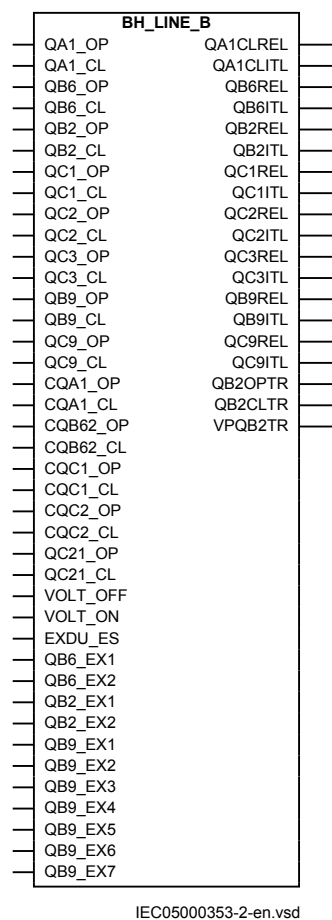 BH_LINE_B
QA1_OP QA1CLREL
QA1_CL QA1CLITL
QB6_OP QB6REL
QB6_CL QB6ITL
QB2_OP QB2REL
QB2_CL QB2ITL
QC1_OP QC1REL
QC1_CL QC1ITL
QC2_OP QC2REL
QC2_CL QC2ITL
QC3_OP QC3REL
QC3_CL QC3ITL
QB9_OP QB9REL
QB9_CL QB9ITL
QC9_OP QC9REL
QC9_CL QC9ITL
CQA1_OP QB2OPTR
CQA1_CL QB2CLTR
CQB62_OP VPQB2TR
CQB62_CL
CQC1_OP
CQC1_CL
CQC2_OP
CQC2_CL
QC21_OP
QC21_CL
VOLT_OFF
VOLT_ON
EXDU_ES
QB6_EX1
QB6_EX2
QB2_EX1
QB2_EX2
QB9_EX1
QB9_EX2
QB9_EX3
QB9_EX4
QB9_EX5
QB9_EX6
QB9_EX7
IEC05000353-2-en.vsd